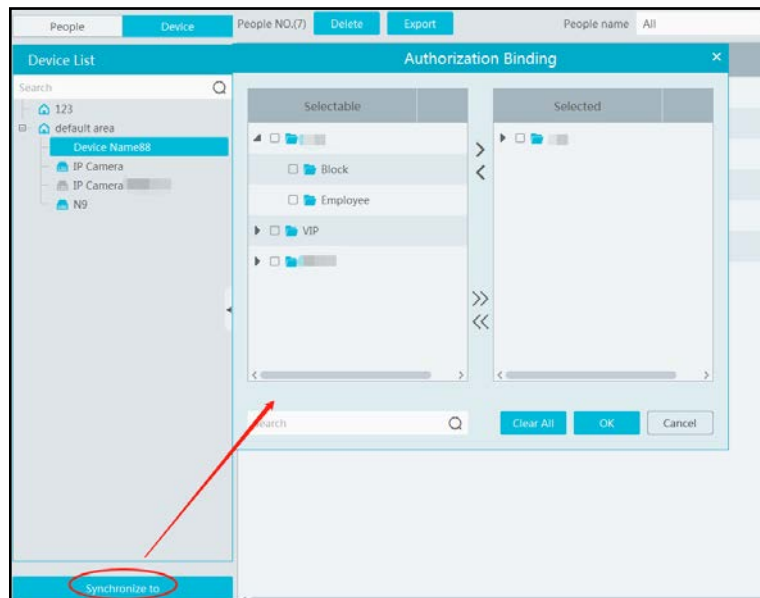 People Device People NO.(7) Delete Export People name All
Device List
Authorization Binding
Search
123
default area
Device Name88
IP Camera
IP Camera
N9
Selectable
Selected
Block
Employee
VIP
Search
Clear All OK Cancel
Synchronize to